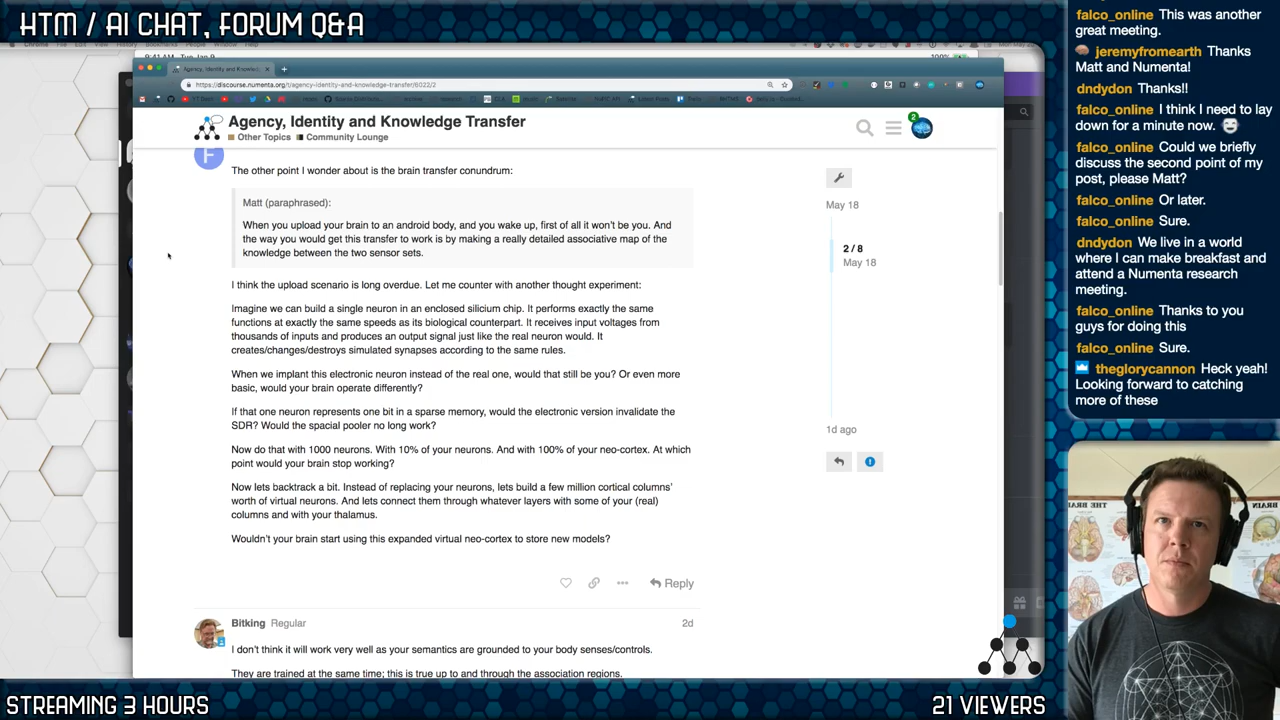 HTM / AI CHAT, FORUM Q&A
Agency, Identity and Knowledg
https://discourse.numenta.org/t/agency-identity-and-knowledge-transfer/6022/2
Agency, Identity and Knowledge Transfer
Other Topics Community Lounge
2
F
The other point I wonder about is the brain transfer conundrum:
Matt (paraphrased):
When you upload your brain to an android body, and you wake up, first of all it won't be you. And
the way you would get this transfer to work is by making a really detailed associative map of the
knowledge between the two sensor sets.
I think the upload scenario is long overdue. Let me counter with another thought experiment:
Imagine we can build a single neuron in an enclosed silicium chip. It performs exactly the same
functions at exactly the same speeds as its biological counterpart. It receives input voltages from
thousands of inputs and produces an output signal just like the real neuron would. It
creates/changes/destroys simulated synapses according to the same rules.
When we implant this electronic neuron instead of the real one, would that still be you? Or even more
basic, would your brain operate differently?
If that one neuron represents one bit in a sparse memory, would the electronic version invalidate the
SDR? Would the spacial pooler no long work?
Now do that with 1000 neurons. With 10% of your neurons. And with 100% of your neo-cortex. At which
point would your brain stop working?
Now lets backtrack a bit. Instead of replacing your neurons, lets build a few million cortical columns'
worth of virtual neurons. And lets connect them through whatever layers with some of your (real)
columns and with your thalamus.
Wouldn't your brain start using this expanded virtual neo-cortex to store new models?
Reply
Bitking Regular
2d
I don't think it will work very well as your semantics are grounded to your body senses/controls.
They are trained at the same time; this is true up to and through the association regions.
May 18
2 / 8
May 18
1d ago
falco_online This was another
great meeting.
jeremyfromearth Thanks
Matt and Numenta!
dndydon Thanks!!
falco_online I think I need to lay
down for a minute now.
falco_online Could we briefly
discuss the second point of my
post, please Matt?
falco_online Or later.
falco_online Sure.
dndydon We live in a world
where I can make breakfast and
attend a Numenta research
meeting.
falco_online Thanks to you
guys for doing this
falco_online Sure.
theglorycannon Heck yeah!
Looking forward to catching
more of these
STREAMING 3 HOURS
21 VIEWERS